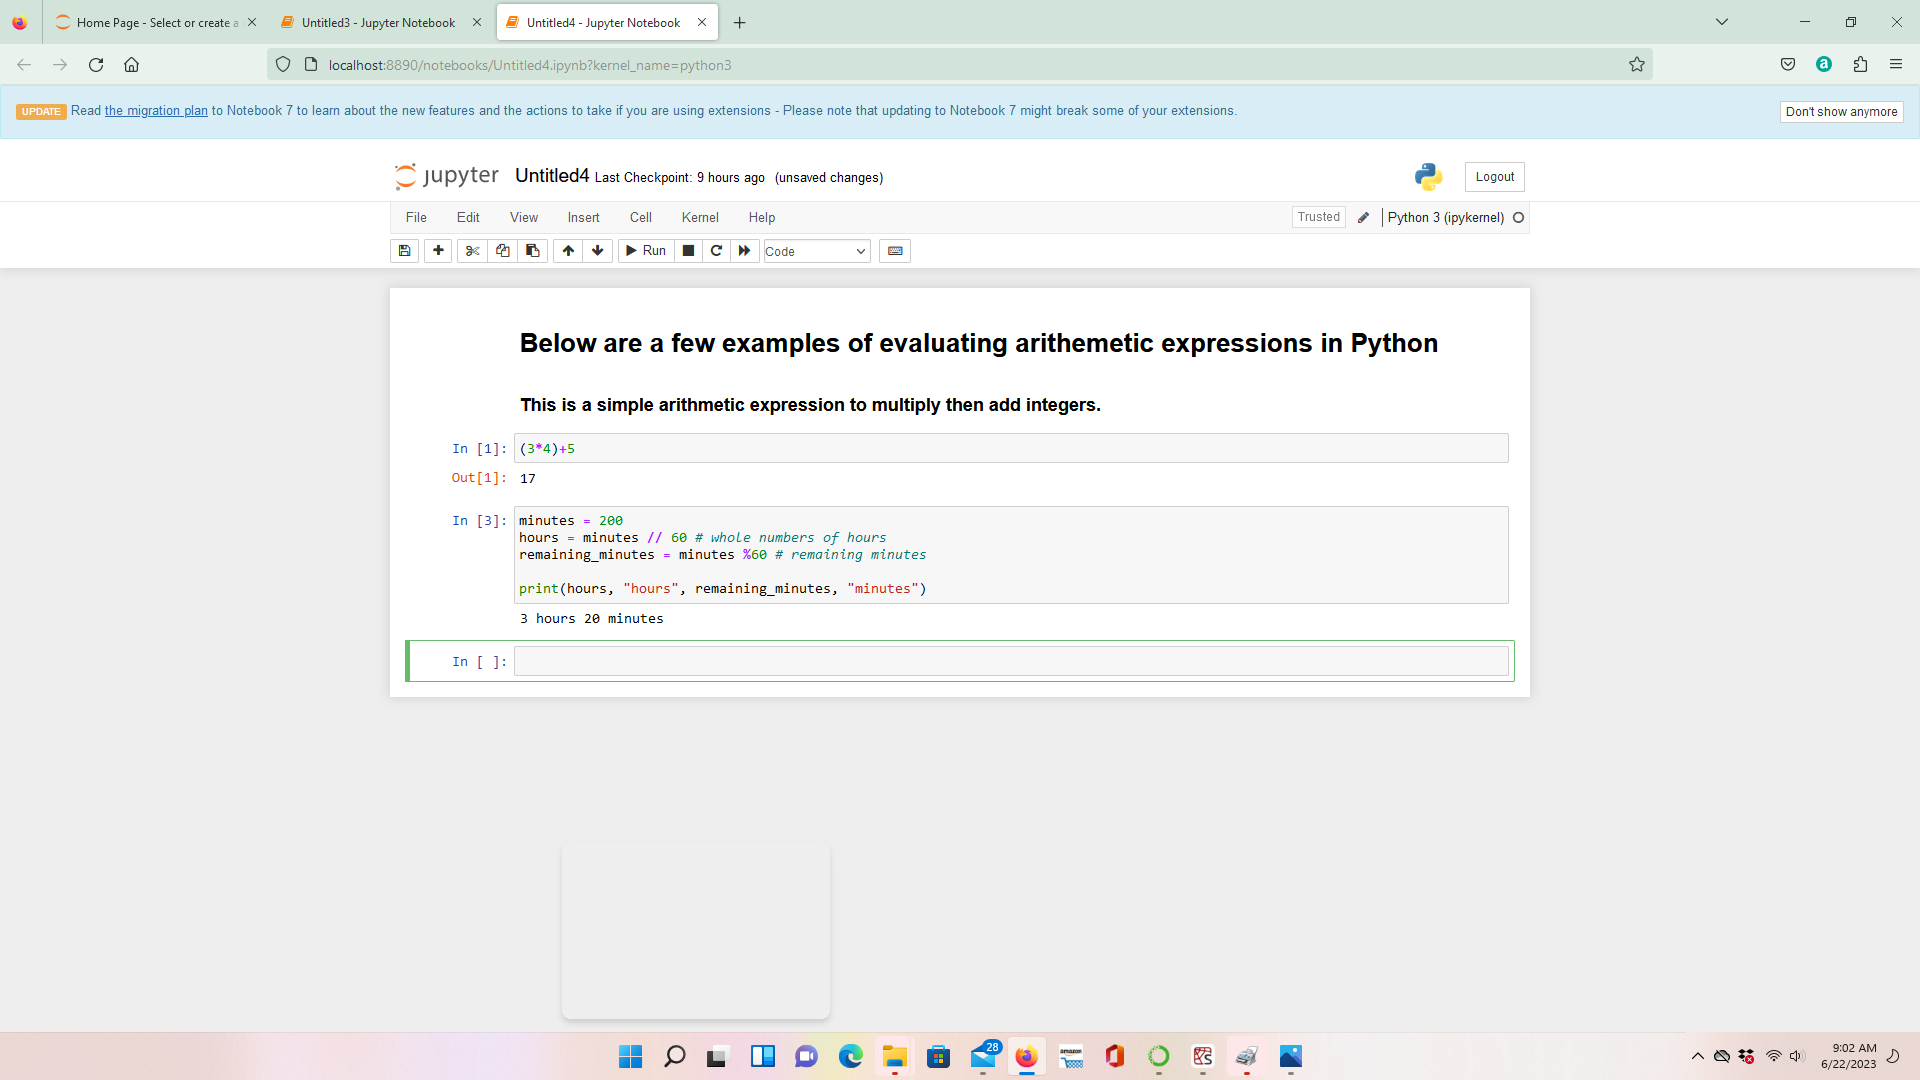 Home Page - Select or create a
Untitled3 - Jupyter Notebook
Untitled4 - Jupyter Notebook
localhost:8890/notebooks/Untitled4.ipynb?kernel_name=python3
UPDATE Read the migration plan to Notebook 7 to learn about the new features and the actions to take if you are using extensions - Please note that updating to Notebook 7 might break some of your extensions.
Don't show anymore
jupyter Untitled4 Last Checkpoint: 9 hours ago (unsaved changes)
Logout
File Edit View Insert Cell Kernel Help
Trusted Python 3 (ipykernel)
Run Code
Below are a few examples of evaluating arithemetic expressions in Python
This is a simple arithmetic expression to multiply then add integers.
In [1]: (3*4)+5
Out[1]: 17
In [3]: minutes = 200
hours = minutes // 60 # whole numbers of hours
remaining_minutes = minutes %60 # remaining minutes
print(hours, "hours", remaining_minutes, "minutes")
3 hours 20 minutes
In [ ]:
28
amazon
9:02 AM
6/22/2023